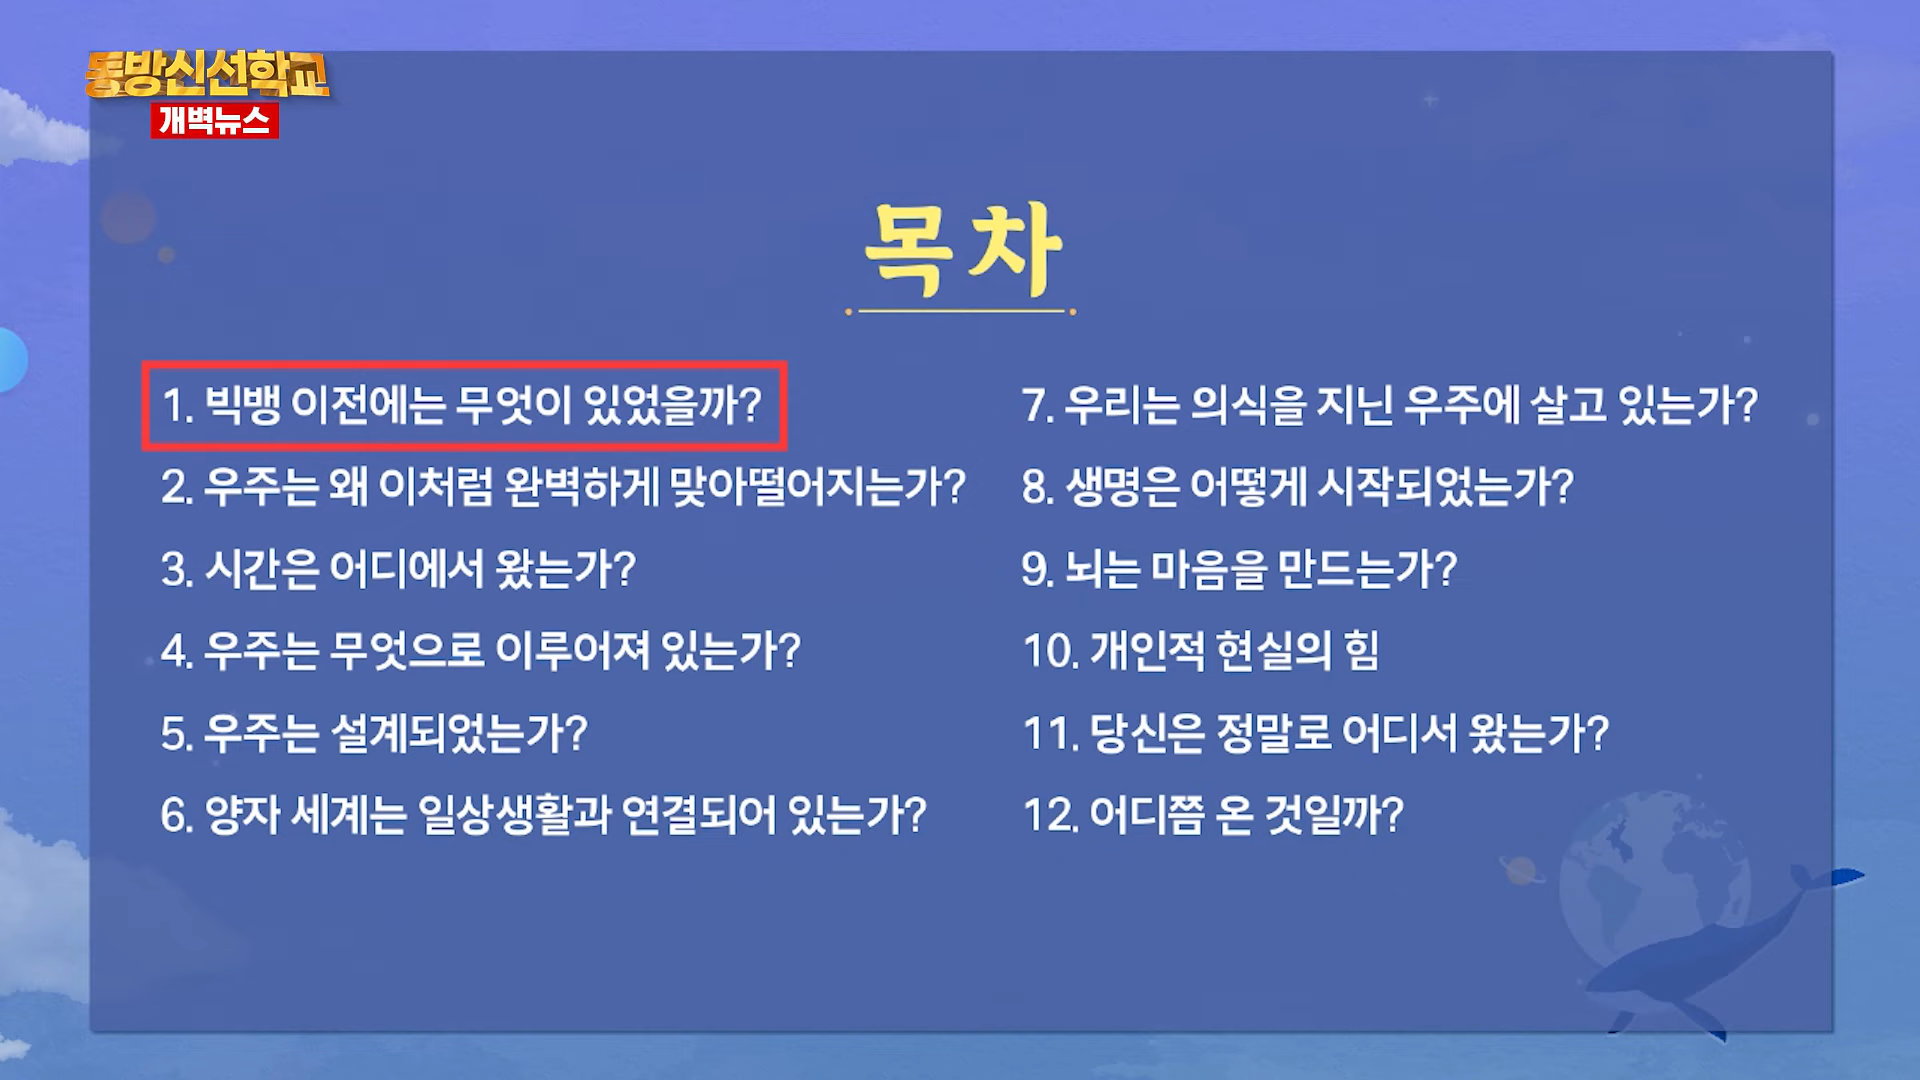 동방신선학교
개벽뉴스
목차
1. 빅뱅 이전에는 무엇이 있었을까?
2. 우주는 왜 이처럼 완벽하게 맞아떨어지는가?
3. 시간은 어디에서 왔는가?
4. 우주는 무엇으로 이루어져 있는가?
5. 우주는 설계되었는가?
6. 양자 세계는 일상생활과 연결되어 있는가?
7. 우리는 의식을 지닌 우주에 살고 있는가?
8. 생명은 어떻게 시작되었는가?
9. 뇌는 마음을 만드는가?
10. 개인적 현실의 힘
11. 당신은 정말로 어디서 왔는가?
12. 어디쯤 온 것일까?